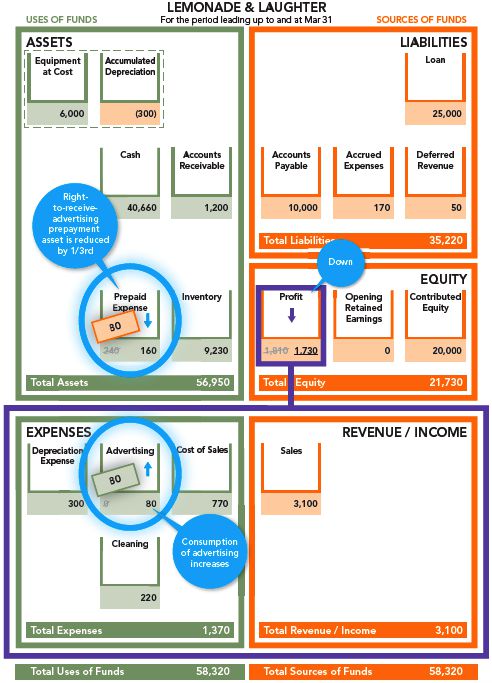 LEMONADE & LAUGHTER
USES OF FUNDS
For the period leading up to and at Mar 31
SOURCES OF FUNDS
ASSETS
Equipment
at Cost
6,000
Accumulated
Depreciation
(300)
Cash
40,660
Accounts
Receivable
1,200
Right-
to-receive-
advertising
prepayment
asset is reduced
by 1/3rd
Prepaid
Expense
80
240 160
Inventory
9,230
Total Assets 56,950
LIABILITIES
Loan
25,000
Accounts
Payable
10,000
Accrued
Expenses
170
Deferred
Revenue
50
Total Liabilities 35,220
Down
EQUITY
Profit
1,810 1,730
Opening
Retained
Earnings
0
Contributed
Equity
20,000
Total Equity 21,730
EXPENSES
Depreciation
Expense
300
Advertising
80
0 80
Cost of Sales
770
Consumption
of advertising
increases
Cleaning
220
Total Expenses 1,370
REVENUE / INCOME
Sales
3,100
Total Revenue / Income 3,100
Total Uses of Funds 58,320
Total Sources of Funds 58,320